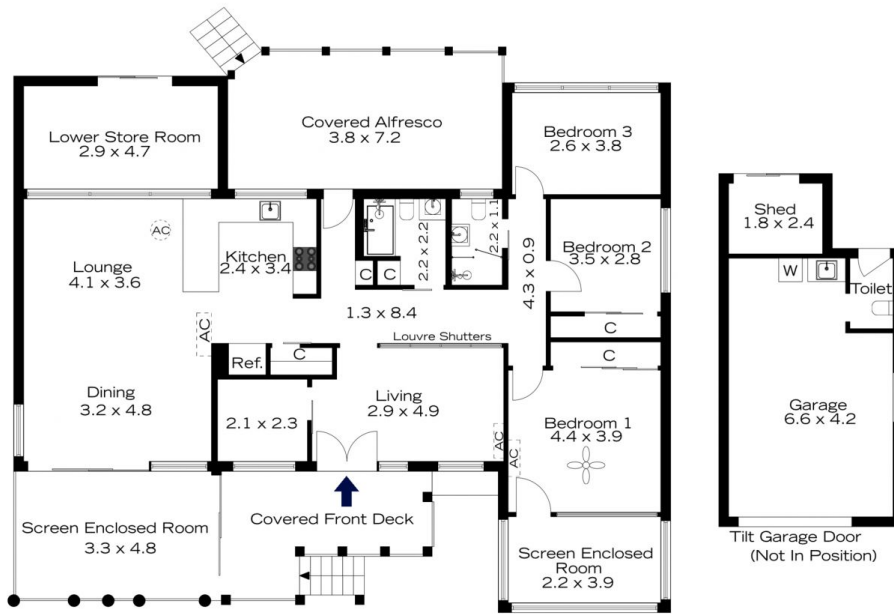 Lower Store Room
2.9 x 4.7
Covered Alfresco
3.8 x 7.2
Bedroom 3
2.6 x 3.8
Shed
1.8 x 2.4
AC
Lounge
4.1 x 3.6
Kitchen
2.4 x 3.4
C
C
2.2 x 2.2
2.2 x 1.1
4.3 x 0.9
Bedroom 2
3.5 x 2.8
C
W
Toilet
1.3 x 8.4
Louvre Shutters
AC
Ref.
C
C
Dining
3.2 x 4.8
2.1 x 2.3
Living
2.9 x 4.9
AC
AC
Bedroom 1
4.4 x 3.9
Garage
6.6 x 4.2
Screen Enclosed Room
3.3 x 4.8
Covered Front Deck
Screen Enclosed
Room
2.2 x 3.9
Tilt Garage Door
(Not In Position)